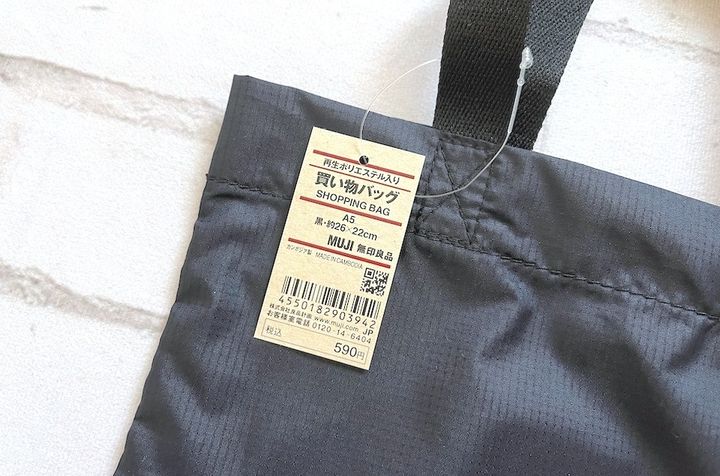 再生ポリエステル入り
買い物バッグ
SHOPPING BAG
A5
黒・約26×22cm
MUJI 無印良品
カンボジア製 MADE IN CAMBODIA
4550182903942
株式会社良品計画 www.muji.com JP
お客様室電話 0120-14-6404
税込 590円